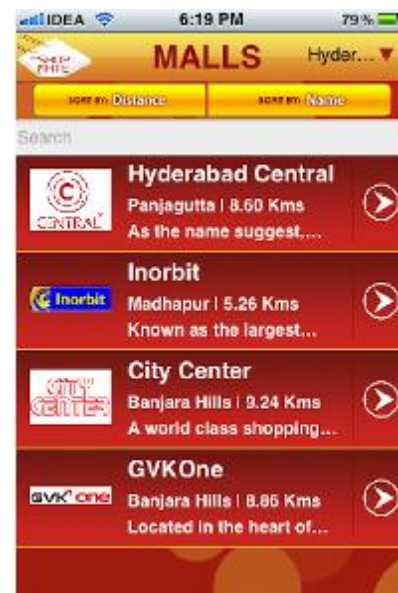 IDEA 6:19 PM 79%
SHOP MATE MALLS Hyder...
SORT BY: Distance SORT BY: Name
Search
C
CENTRAL
Hyderabad Central
Panjagutta | 8.60 Kms
As the name suggest,...
Inorbit
Inorbit
Madhapur | 5.26 Kms
Known as the largest...
CITY
CENTER
City Center
Banjara Hills | 9.24 Kms
A world class shopping...
GVK one
GVKOne
Banjara Hills | 8.86 Kms
Located in the heart of...